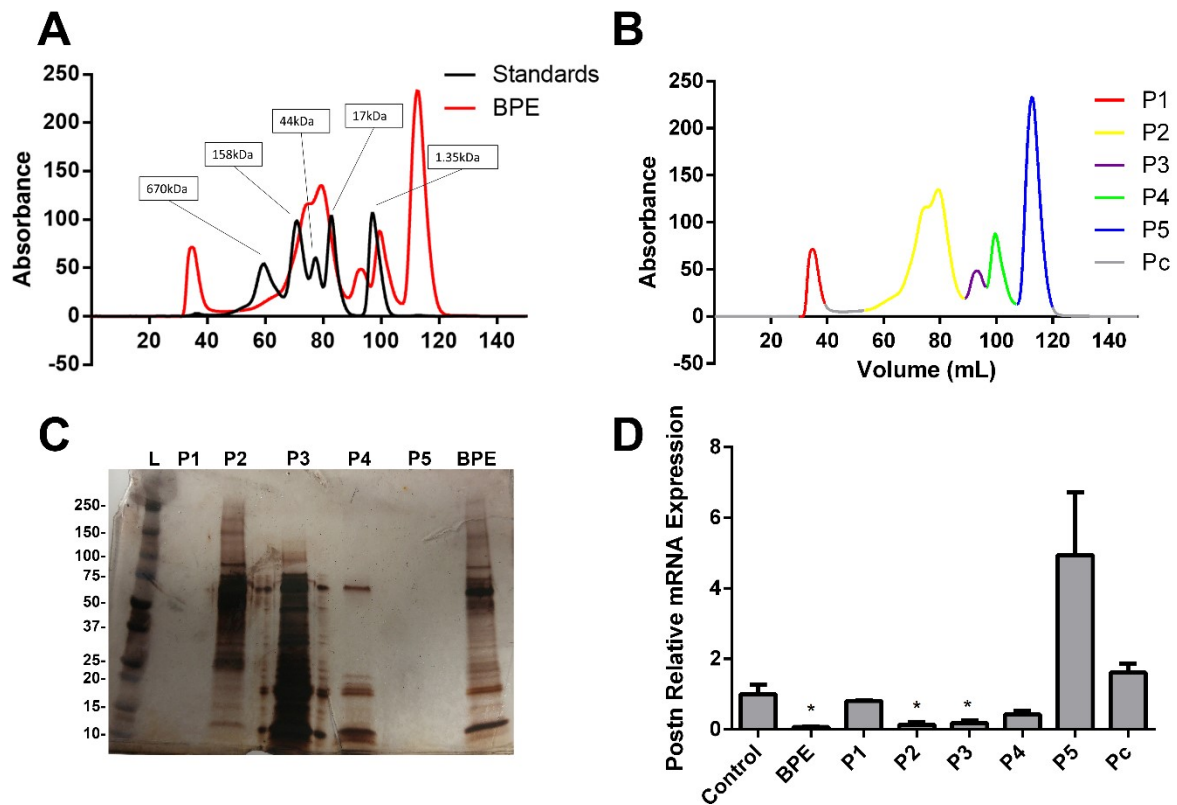 A
250
200
150
100
50
0
-50
Absorbance
20 40 60 80 100 120 140
670kDa
158kDa
44kDa
17kDa
1.35kDa
Standards
BPE
B
250
200
150
100
50
0
-50
Absorbance
20 40 60 80 100 120 140
Volume (mL)
P1
P2
P3
P4
P5
Pc
C
L P1 P2 P3 P4 P5 BPE
250-
150-
100-
75-
50-
37-
25-
20-
15-
10-
D
Postn Relative mRNA Expression
8
6
4
2
0
* * *
Control BPE P1 P2 P3 P4 P5 Pc